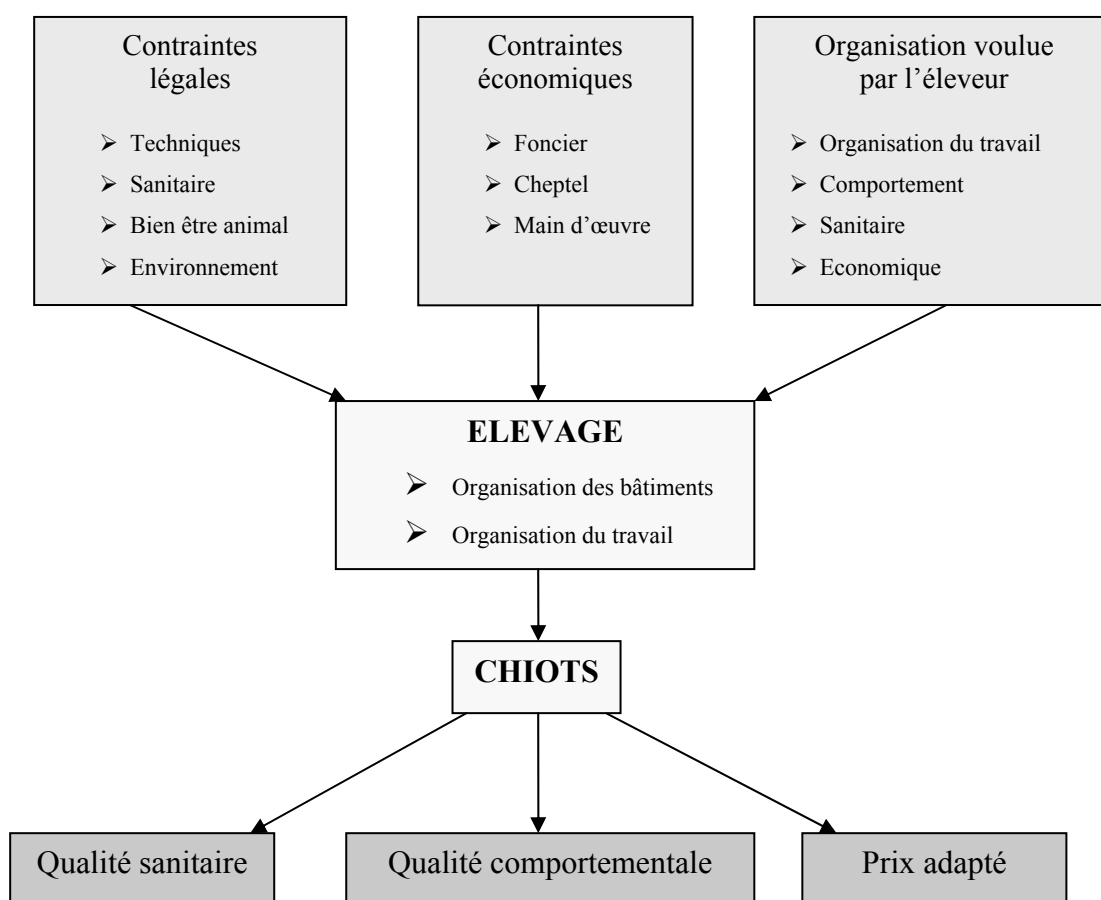 Contraintes
légales
➢ Techniques
➢ Sanitaire
➢ Bien être animal
➢ Environnement
Contraintes
économiques
➢ Foncier
➢ Cheptel
➢ Main d’œuvre
Organisation voulue
par l’éleveur
➢ Organisation du travail
➢ Comportement
➢ Sanitaire
➢ Economique
ELEVAGE
➢ Organisation des bâtiments
➢ Organisation du travail
CHIOTS
Qualité sanitaire
Qualité comportementale
Prix adapté